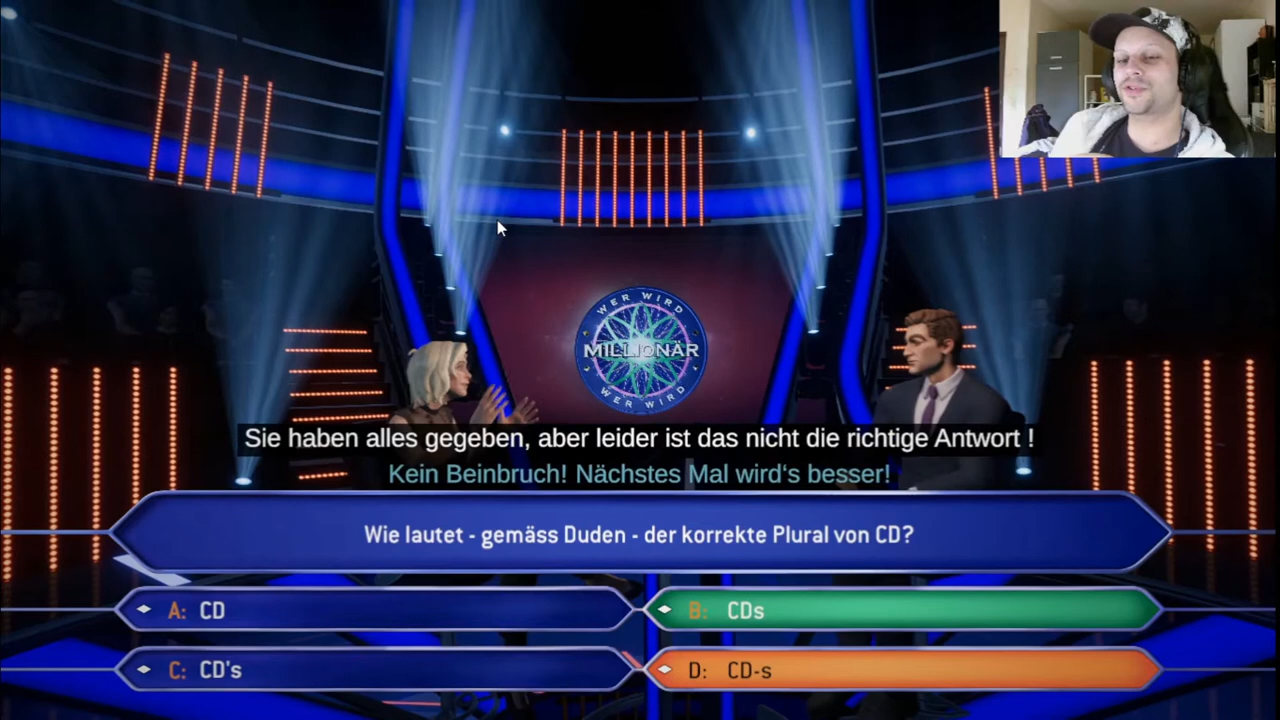 WER WIRD
MILLIONÄR
WER WIRD
Sie haben alles gegeben, aber leider ist das nicht die richtige Antwort !
Kein Beinbruch! Nächstes Mal wird‘s besser!
Wie lautet - gemäss Duden - der korrekte Plural von CD?
A: CD
B: CDs
C: CD's
D: CD-s